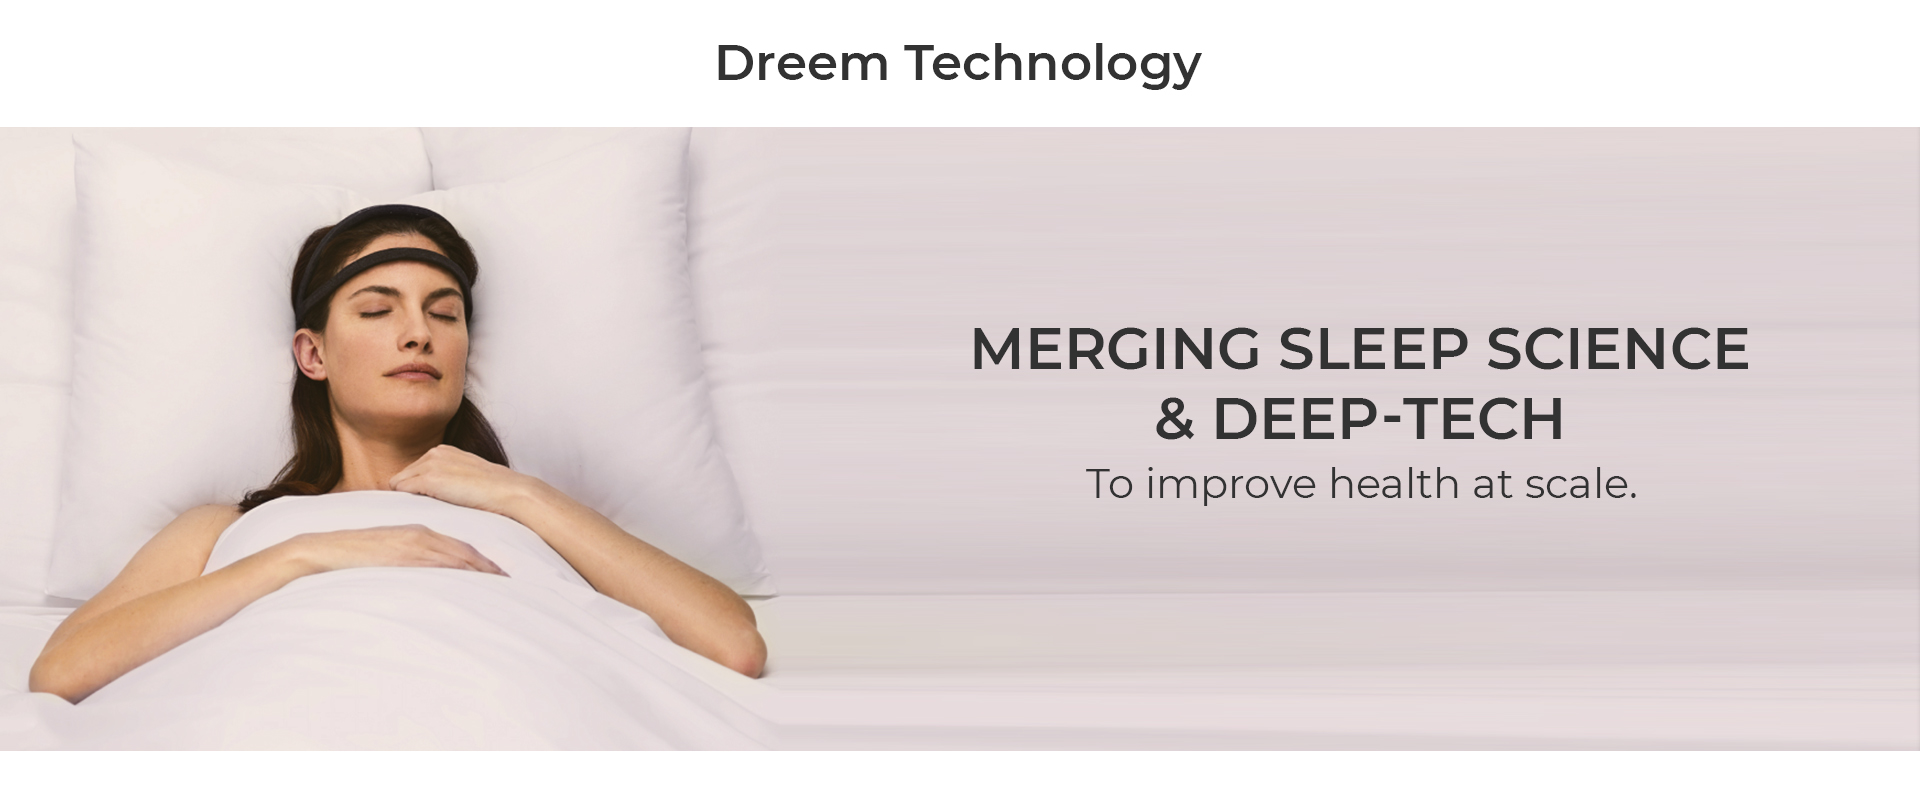 Dreem Technology
MERGING SLEEP SCIENCE
& DEEP-TECH
To improve health at scale.